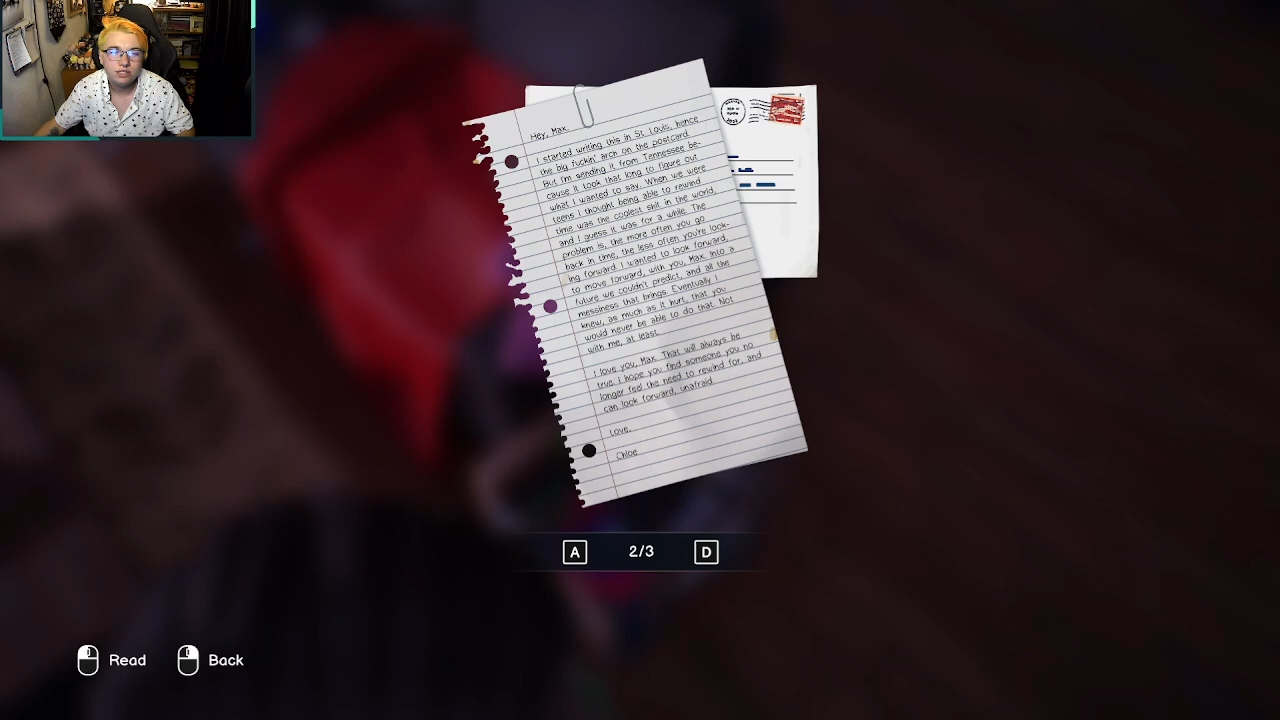 Hey, Max.
I started writing this in St. Louis, hence
the big fuckin' arch on the postcard.
But I'm sending it from Tennessee be-
cause it took that long to figure out
what I wanted to say. When we were
teens I thought being able to rewind
time was the coolest shit in the world,
and I guess it was for a while. The
problem is, the more often you go
back in time, the less often you're look-
ing forward. I wanted to look forward,
to move forward, with you, Max. Into a
future we couldn't predict, and all the
messiness that brings. Eventually I
knew, as much as it hurt, that you
would never be able to do that. Not
with me, at least.
I love you, Max. That will always be
true. I hope you find someone you no
longer feel the need to rewind for, and
can look forward, unafraid.
Love,
Chloe
A 2/3 D
Read Back